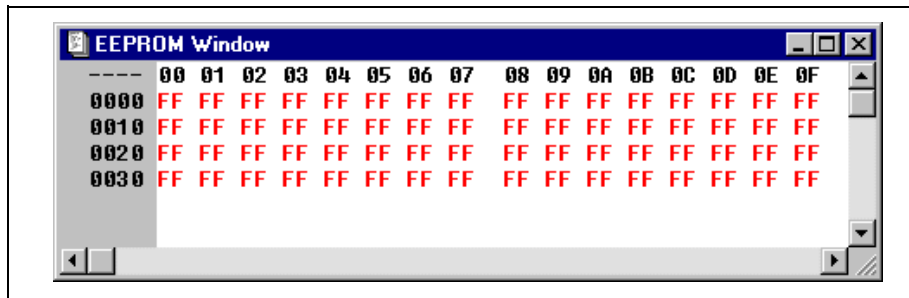 EEPROM Window
---- 00 01 02 03 04 05 06 07 08 09 0A 0B 0C 0D 0E 0F
0000 FF FF FF FF FF FF FF FF FF FF FF FF FF FF FF FF
0010 FF FF FF FF FF FF FF FF FF FF FF FF FF FF FF FF
0020 FF FF FF FF FF FF FF FF FF FF FF FF FF FF FF FF
0030 FF FF FF FF FF FF FF FF FF FF FF FF FF FF FF FF